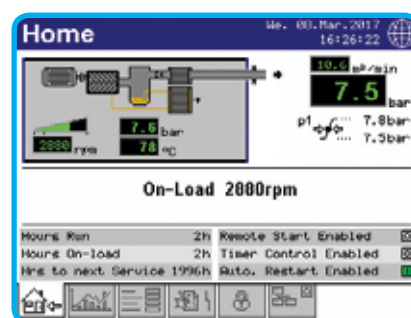 Home
We. 08.Mar.2017
16:26:22
10.6 m³/min
7.5 bar
7.6 bar
p1 7.8bar
7.5bar
2880 rpm
78 °C
On-Load 2880rpm
Hours Run 2h Remote Start Enabled
Hours On-load 2h Timer Control Enabled
Hrs to next Service 1996h Auto. Restart Enabled